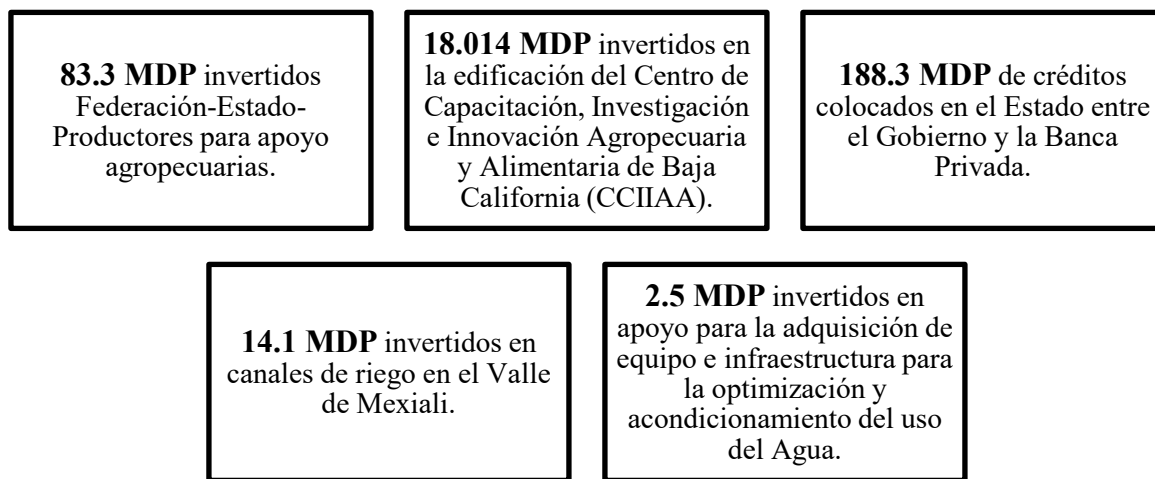 83.3 MDP invertidos
Federación-Estado-
Productores para apoyo
agropecuarias.
18.014 MDP invertidos en
la edificación del Centro de
Capacitación, Investigación
e Innovación Agropecuaria
y Alimentaria de Baja
California (CCIIAA).
188.3 MDP de créditos
colocados en el Estado entre
el Gobierno y la Banca
Privada.
14.1 MDP invertidos en
canales de riego en el Valle
de Mexiali.
2.5 MDP invertidos en
apoyo para la adquisición de
equipo e infraestructura para
la optimización y
acondicionamiento del uso
del Agua.